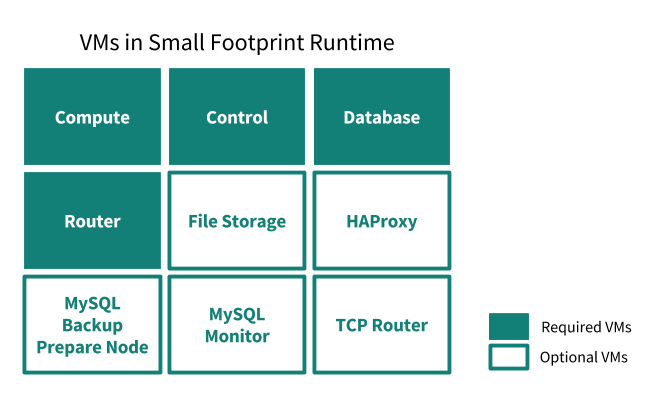 VMs in Small Footprint Runtime
Compute
Control
Database
Router
File Storage
HAProxy
MySQL
Backup
Prepare Node
MySQL
Monitor
TCP Router
Required VMs
Optional VMs